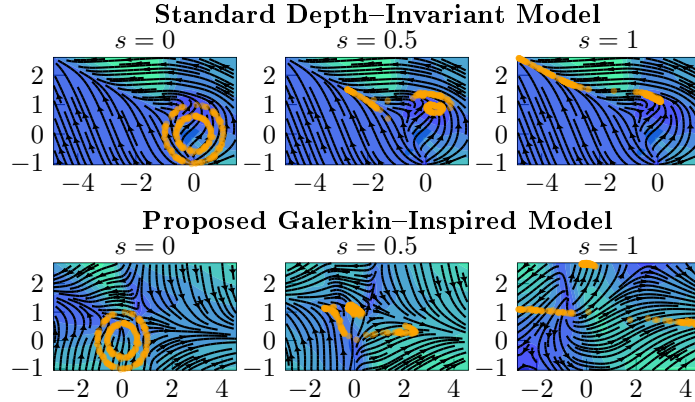 Standard Depth–Invariant Model
s = 0 s = 0.5 s = 1
2 2 2
1 1 1
0 0 0
−1 −1 −1
−4 −2 0 −4 −2 0 −4 −2 0
Proposed Galerkin–Inspired Model
s = 0 s = 0.5 s = 1
2 2 2
1 1 1
0 0 0
−1 −1 −1
−2 0 2 4 −2 0 2 4 −2 0 2 4